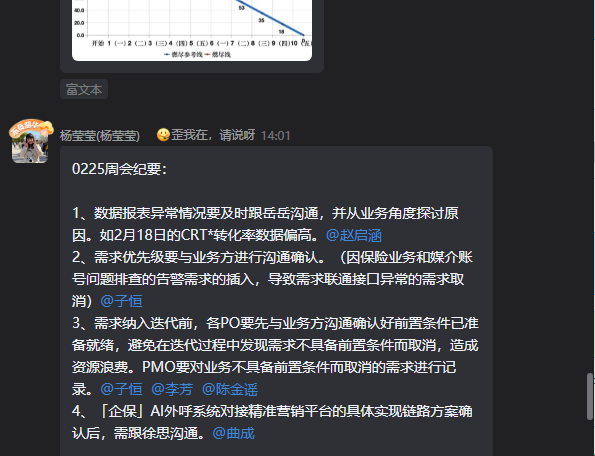 53
40.0
35
20.0
18
0.0
0
开始 1 (一) 2 (二) 3 (三) 4 (四) 5 (五) 6 (一) 7 (二) 8 (三) 9 (四)10 (五)
燃尽参考线 燃尽线
富文本
杨莹莹(杨莹莹) 歪我在，请说呀 14:01
0225周会纪要：
1、数据报表异常情况要及时跟岳岳沟通，并从业务角度探讨原
因。如2月18日的CRT*转化率数据偏高。@赵启涵
2、需求优先级要与业务方进行沟通确认。（因保险业务和媒介账
号问题排查的告警需求的插入，导致需求联通接口异常的需求取
消）@子恒
3、需求纳入迭代前，各PO要先与业务方沟通确认好前置条件已准
备就绪，避免在迭代过程中发现需求不具备前置条件而取消，造成
资源浪费。PMO要对业务不具备前置条件而取消的需求进行记
录。@子恒 @李芳 @陈金谣
4、「企保」AI外呼系统对接精准营销平台的具体实现链路方案确
认后，需跟徐思沟通。@曲成